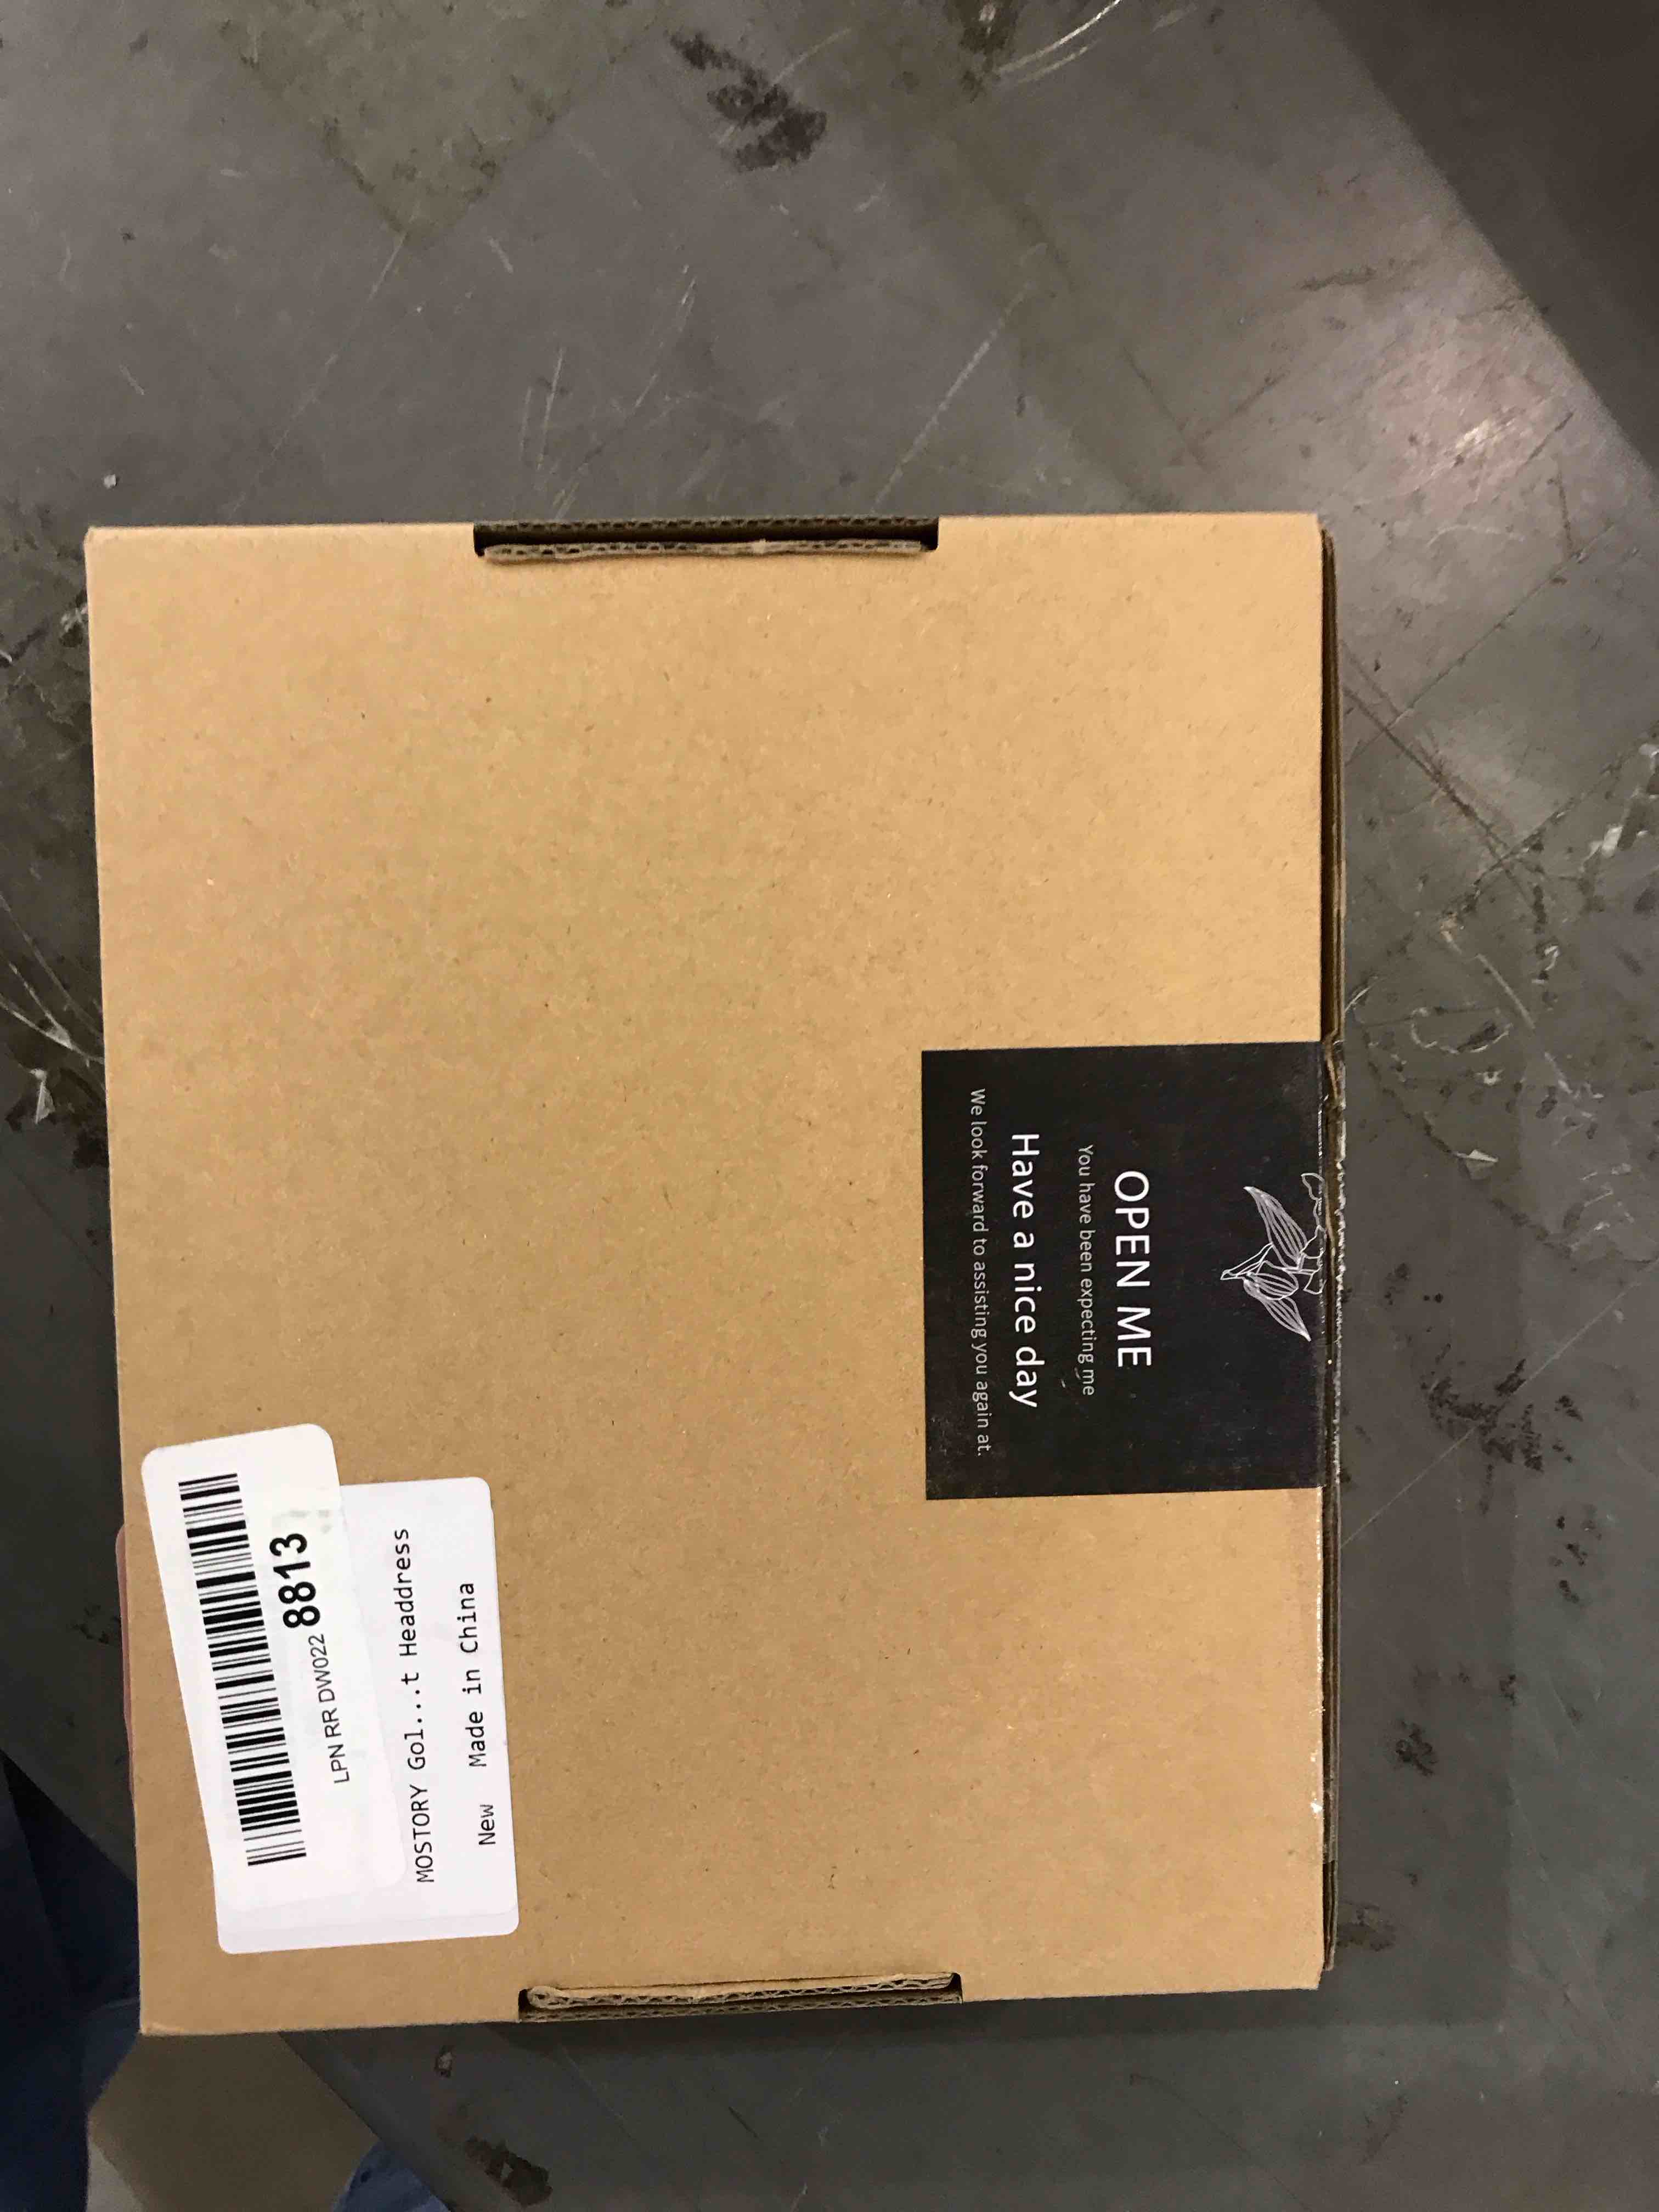 OPEN ME
You have been expecting me
Have a nice day
We look forward to assisting you again at.
LPN RR DW022 8813
MOSTORY Gol...t Headdress
New Made in China